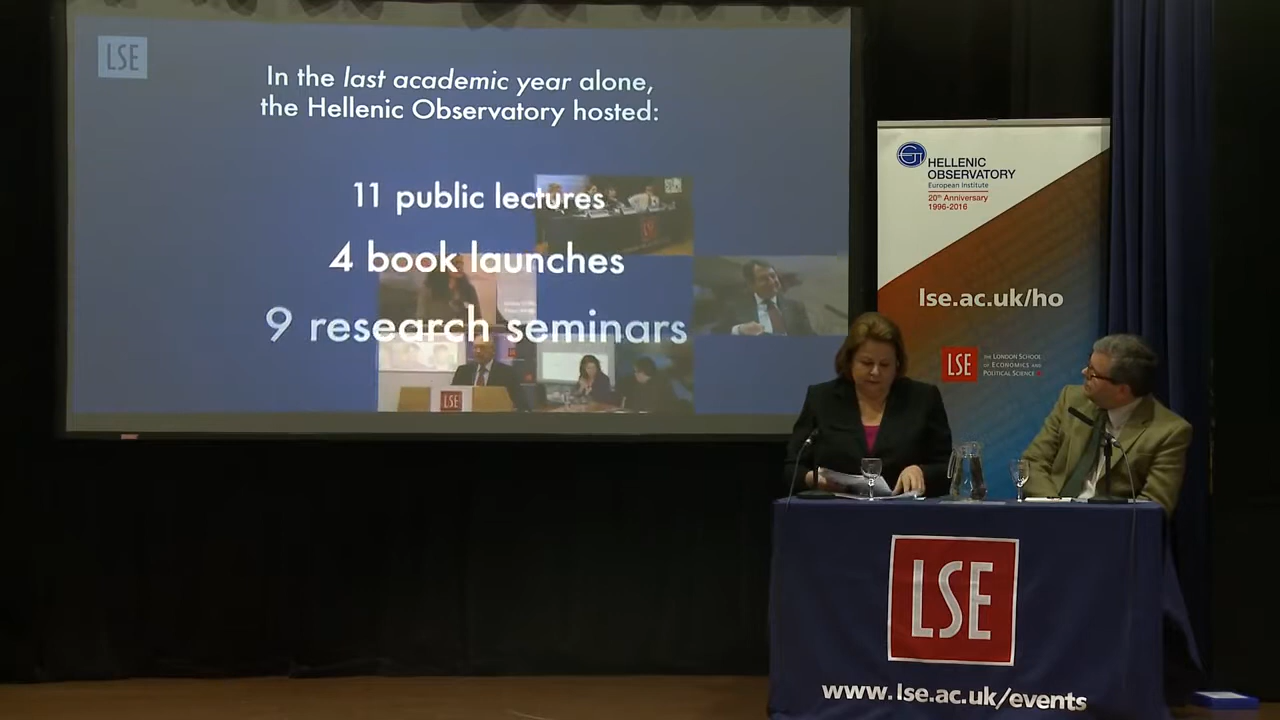 LSE
In the last academic year alone,
the Hellenic Observatory hosted:
11 public lectures
4 book launches
9 research seminars
LSE
HELLENIC
OBSERVATORY
European Institute
20th Anniversary
1996-2016
lse.ac.uk/ho
LSE
THE LONDON SCHOOL
OF ECONOMICS AND
POLITICAL SCIENCE
LSE
www.lse.ac.uk/events